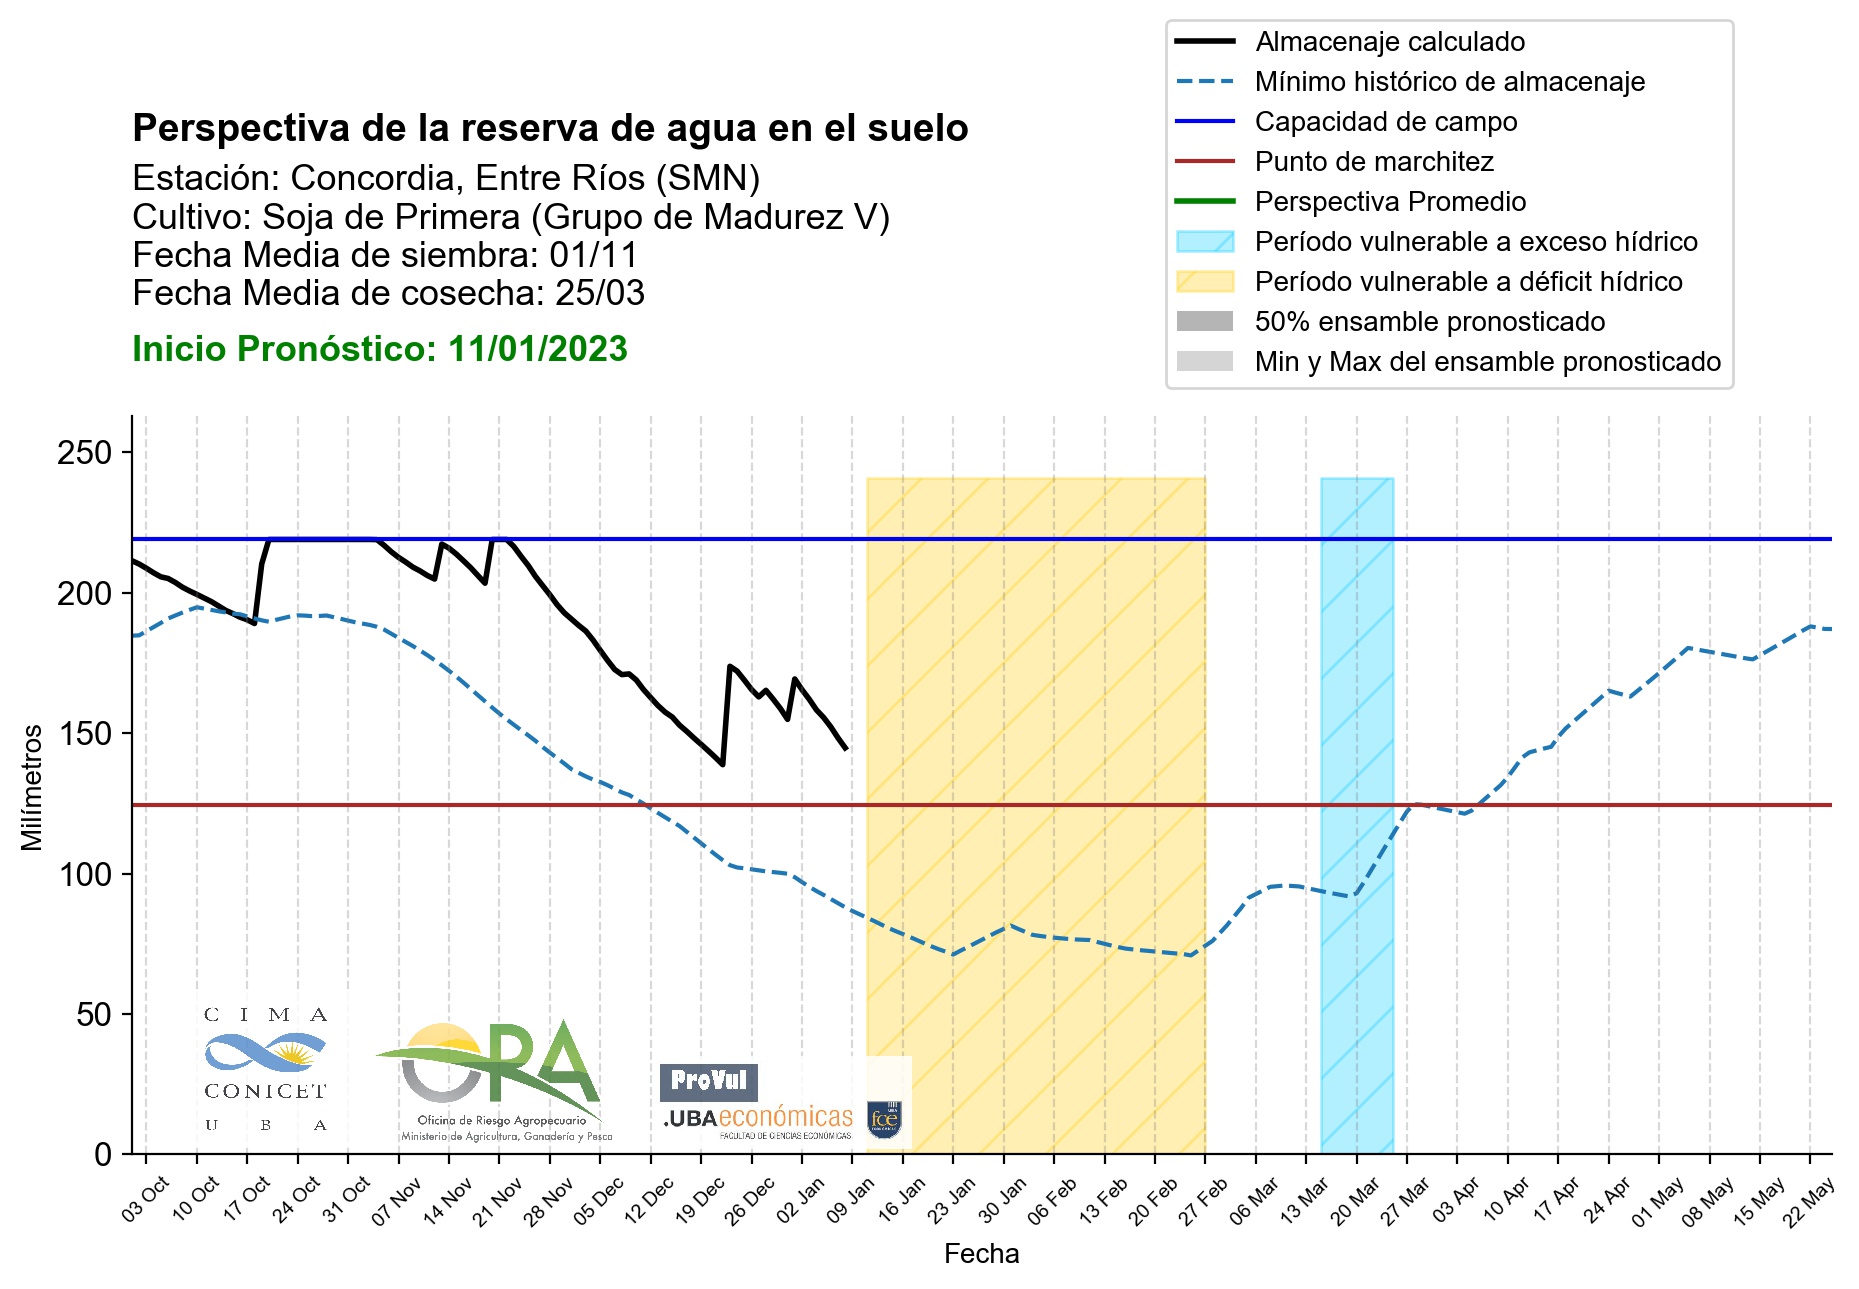 Almacenaje calculado
Mínimo histórico de almacenaje
Capacidad de campo
Punto de marchitez
Perspectiva Promedio
Período vulnerable a exceso hídrico
Período vulnerable a déficit hídrico
50% ensamble pronosticado
Min y Max del ensamble pronosticado
Perspectiva de la reserva de agua en el suelo
Estación: Concordia, Entre Ríos (SMN)
Cultivo: Soja de Primera (Grupo de Madurez V)
Fecha Media de siembra: 01/11
Fecha Media de cosecha: 25/03
Inicio Pronóstico: 11/01/2023
250
200
150
100
50
0
Milímetros
CIMA
CONICET
UBA
ORA
Oficina de Riesgo Agropecuario
Ministerio de Agricultura, Ganadería y Pesca
ProVul
.UBAeconómicas
FACULTAD DE CIENCIAS ECONÓMICAS
UBA
fce
03 Oct 10 Oct 17 Oct 24 Oct 31 Oct 07 Nov 14 Nov 21 Nov 28 Nov 05 Dec 12 Dec 19 Dec 26 Dec 02 Jan 09 Jan 16 Jan 23 Jan 30 Jan 06 Feb 13 Feb 20 Feb 27 Feb 06 Mar 13 Mar 20 Mar 27 Mar 03 Apr 10 Apr 17 Apr 24 Apr 01 May 08 May 15 May 22 May
Fecha